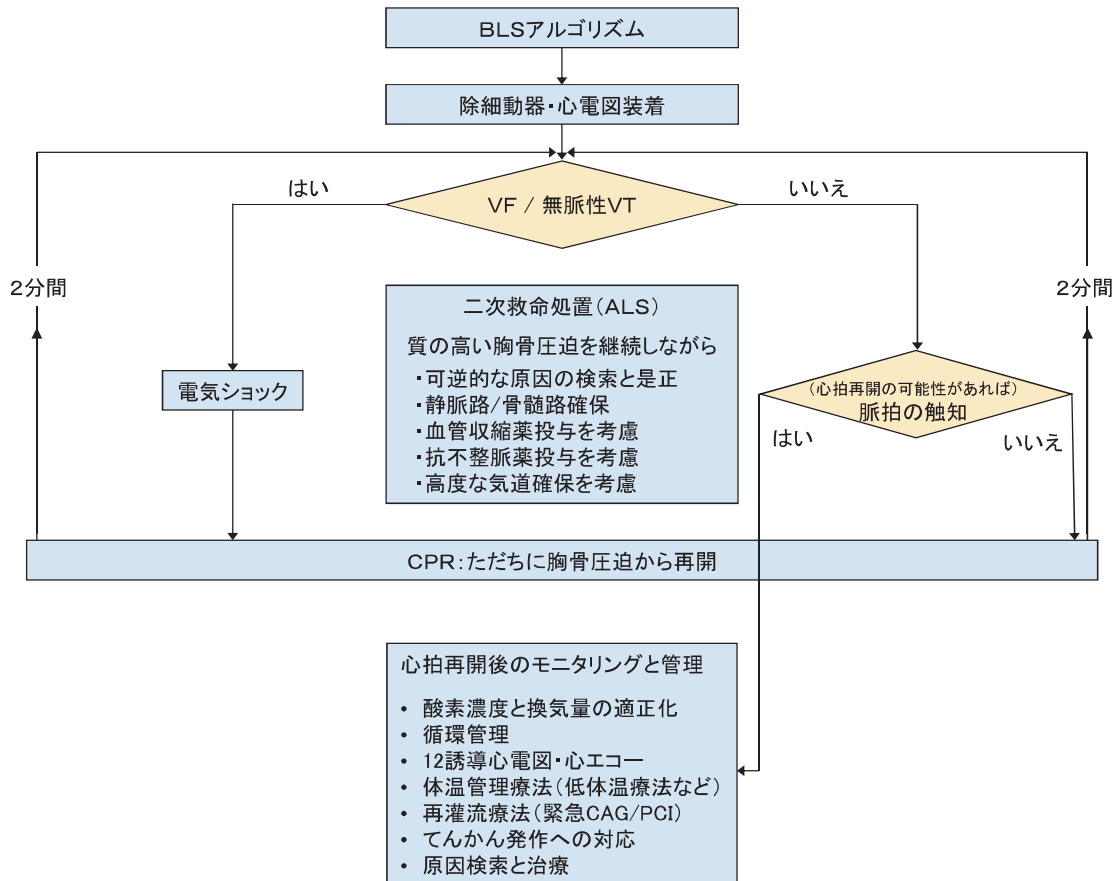 BLSアルゴリズム
除細動器・心電図装着
はい
いいえ
VF / 無脈性VT
2分間
2分間
二次救命処置(ALS)
質の高い胸骨圧迫を継続しながら
・可逆的な原因の検索と是正
・静脈路/骨髄路確保
・血管収縮薬投与を考慮
・抗不整脈薬投与を考慮
・高度な気道確保を考慮
電気ショック
(心拍再開の可能性があれば)
脈拍の触知
はい
いいえ
CPR:ただちに胸骨圧迫から再開
心拍再開後のモニタリングと管理
• 酸素濃度と換気量の適正化
• 循環管理
• 12誘導心電図・心エコー
• 体温管理療法(低体温療法など)
• 再灌流療法(緊急CAG/PCI)
• てんかん発作への対応
• 原因検索と治療